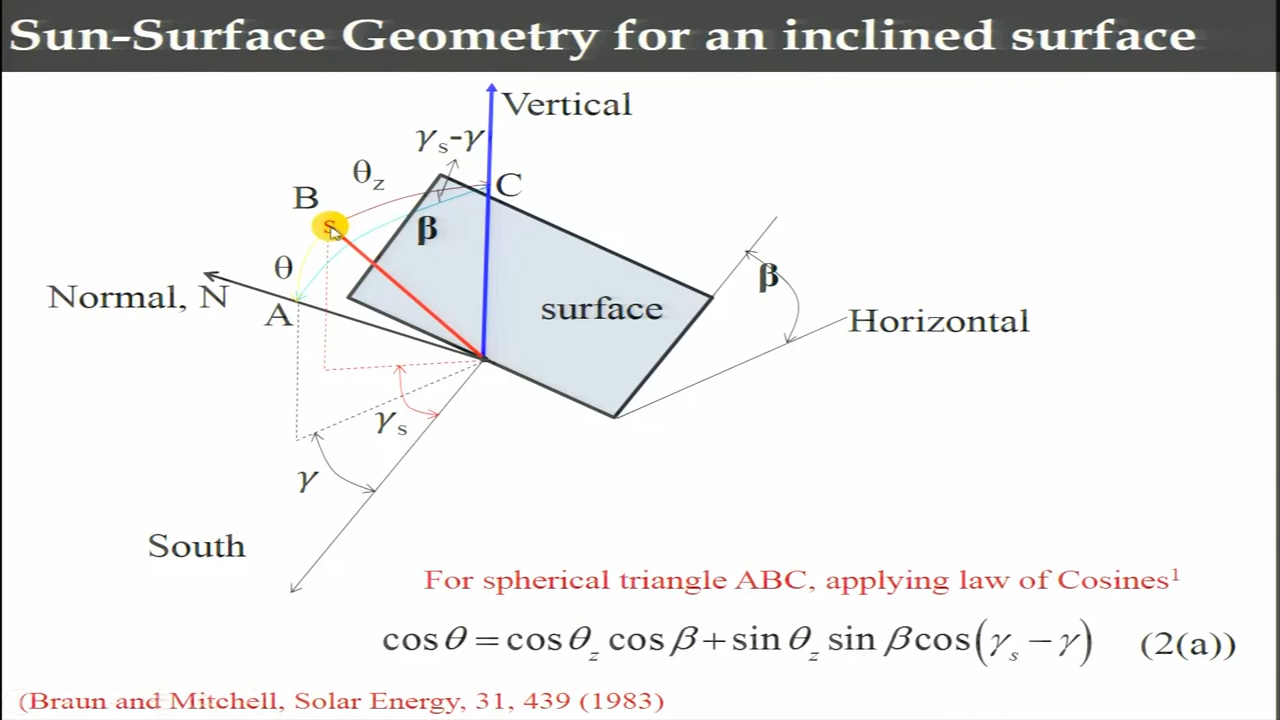 Sun-Surface Geometry for an inclined surface
Vertical
γs-γ
θz
C
B
s
β
β
θ
Normal, N
A
surface
Horizontal
γs
γ
South
For spherical triangle ABC, applying law of Cosines¹
cos θ = cos θz cos β + sin θz sin β cos(γs − γ) (2(a))
(Braun and Mitchell, Solar Energy, 31, 439 (1983)